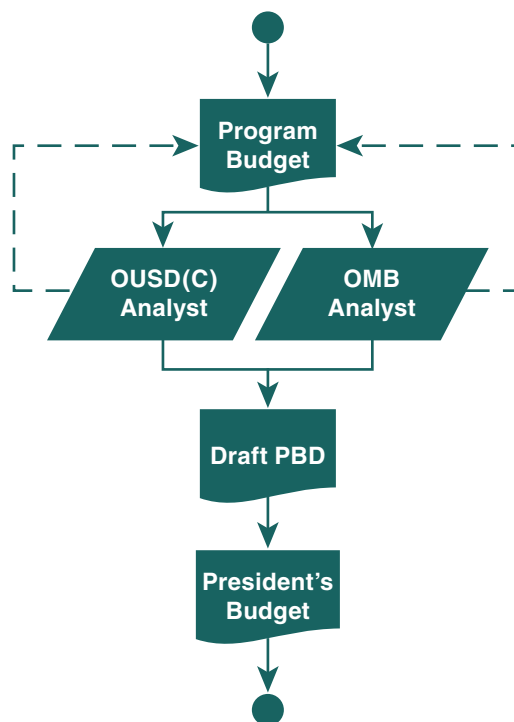 Program
Budget
OUSD(C)
Analyst
OMB
Analyst
Draft PBD
President’s
Budget